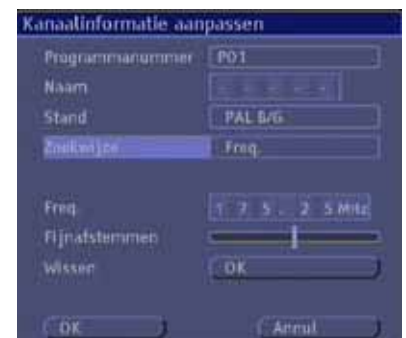 Kanaalinformatie aanpassen
Programmanummer P01
Naam - - - - -
Stand PAL B/G
Zoekwijze Freq.
Freq. 1 7 5 . 2 5 MHz
Fijnafstemmen
Wissen OK
OK Annul